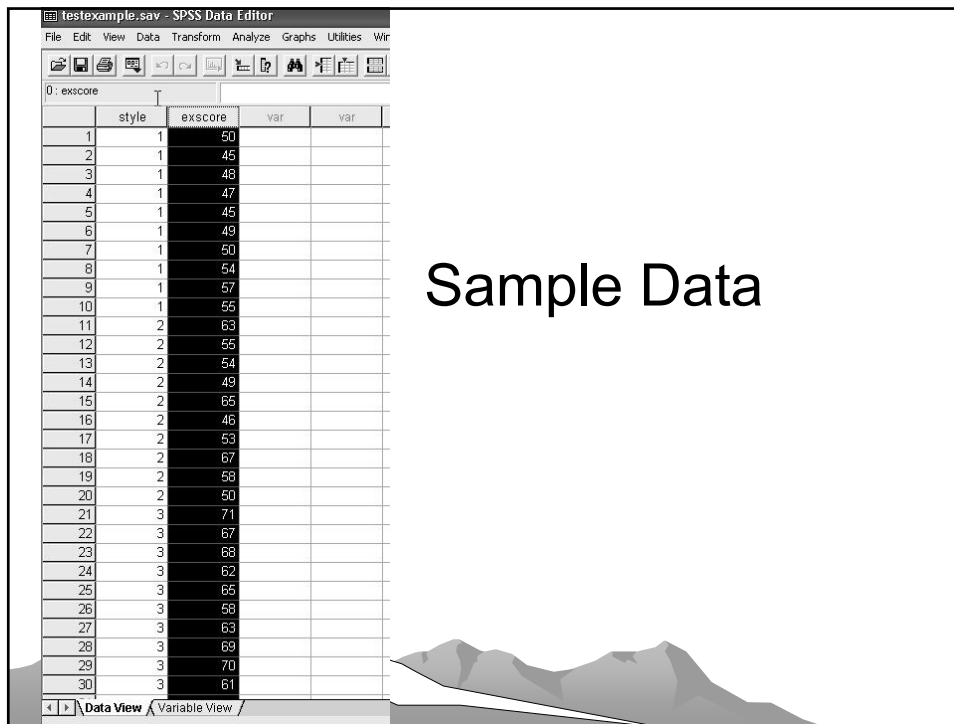 testexample.sav - SPSS Data Editor
File Edit View Data Transform Analyze Graphs Utilities
0 : exscore
style exscore var var
1 1 50
2 1 45
3 1 48
4 1 47
5 1 45
6 1 49
7 1 50
8 1 54
9 1 57
10 1 55
11 2 63
12 2 55
13 2 54
14 2 49
15 2 65
16 2 46
17 2 53
18 2 67
19 2 58
20 2 50
21 3 71
22 3 67
23 3 68
24 3 62
25 3 65
26 3 58
27 3 63
28 3 69
29 3 70
30 3 61
Data View Variable View
Sample Data